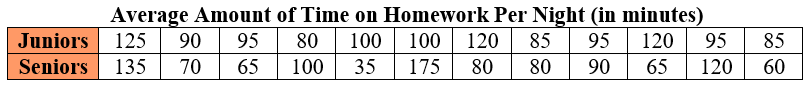 Average Amount of Time on Homework Per Night (in minutes)
Juniors 125 90 95 80 100 100 120 85 95 120 95 85
Seniors 135 70 65 100 35 175 80 80 90 65 120 60